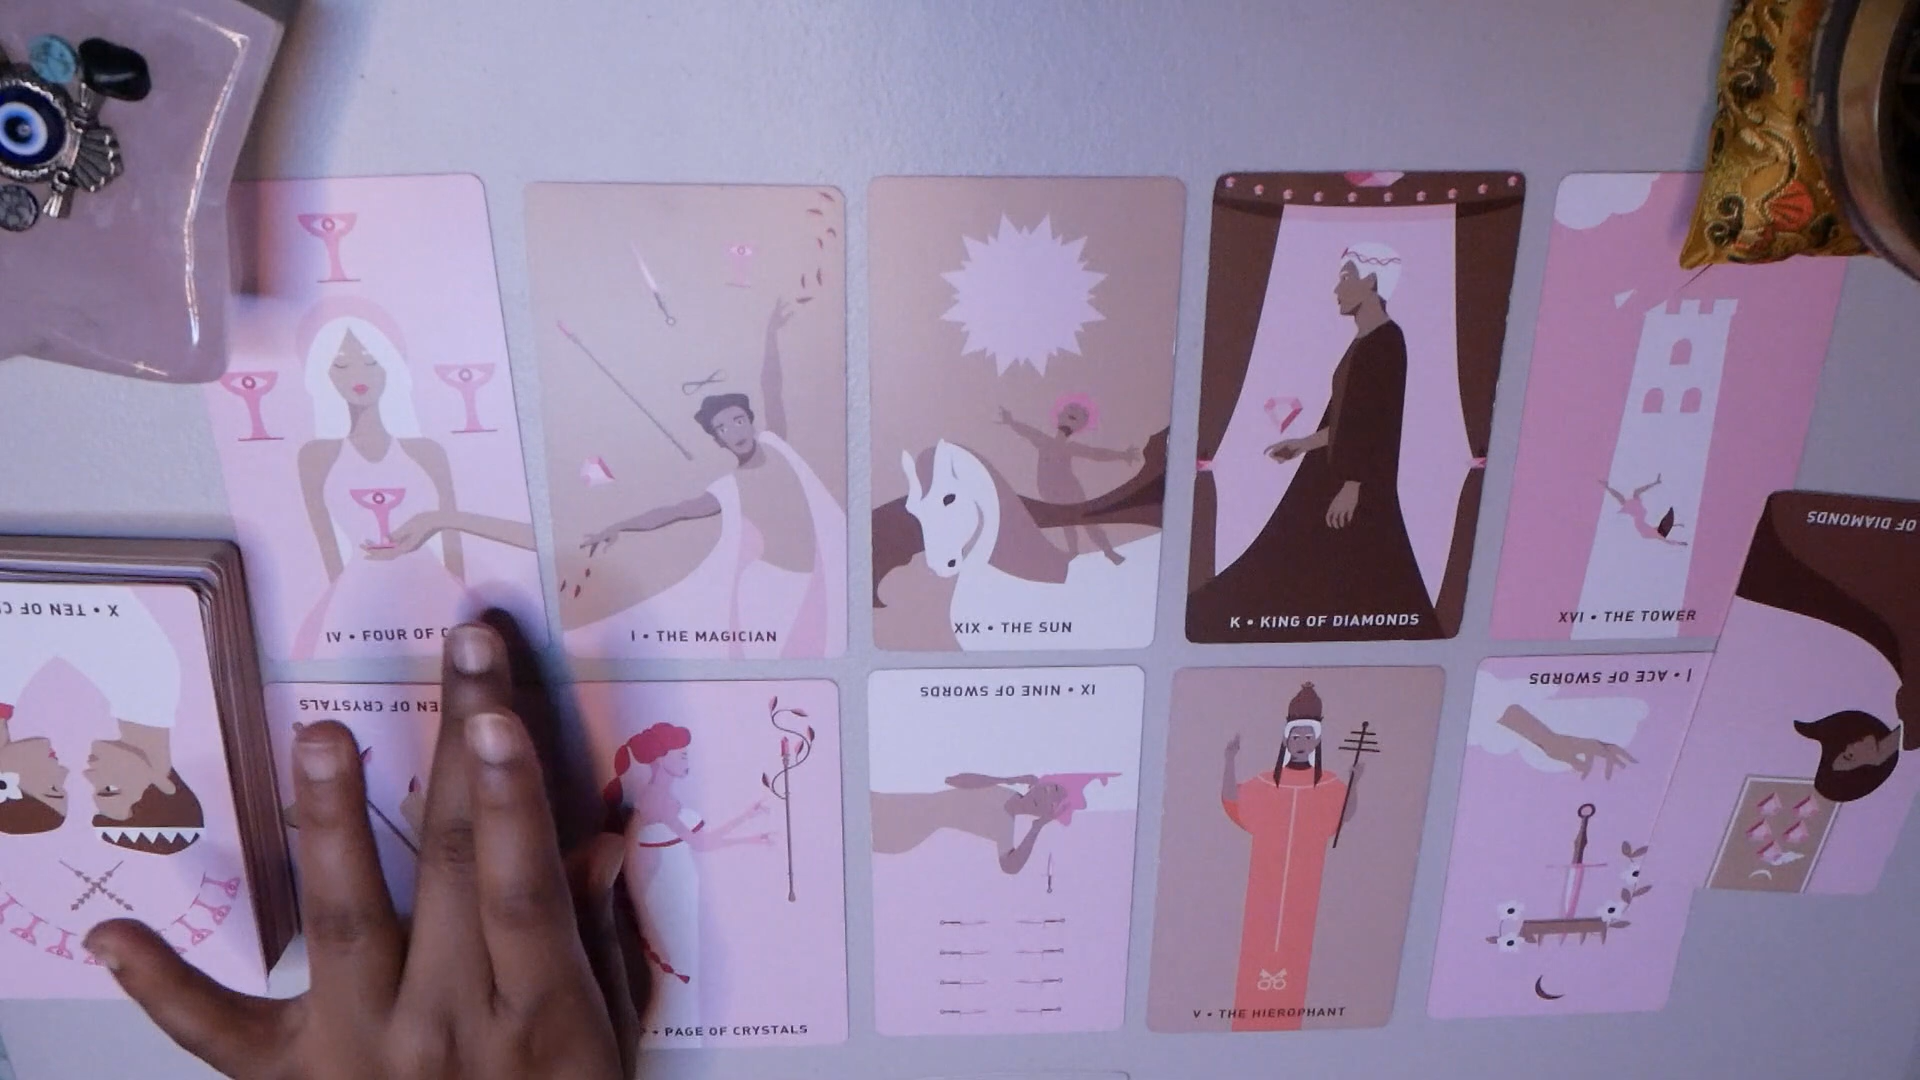 IV • FOUR OF C
I • THE MAGICIAN
XIX • THE SUN
K • KING OF DIAMONDS
XVI • THE TOWER
OF DIAMONDS
X • TEN OF C
TEN OF CRYSTALS
PAGE OF CRYSTALS
IX • NINE OF SWORDS
V • THE HIEROPHANT
I • ACE OF SWORDS